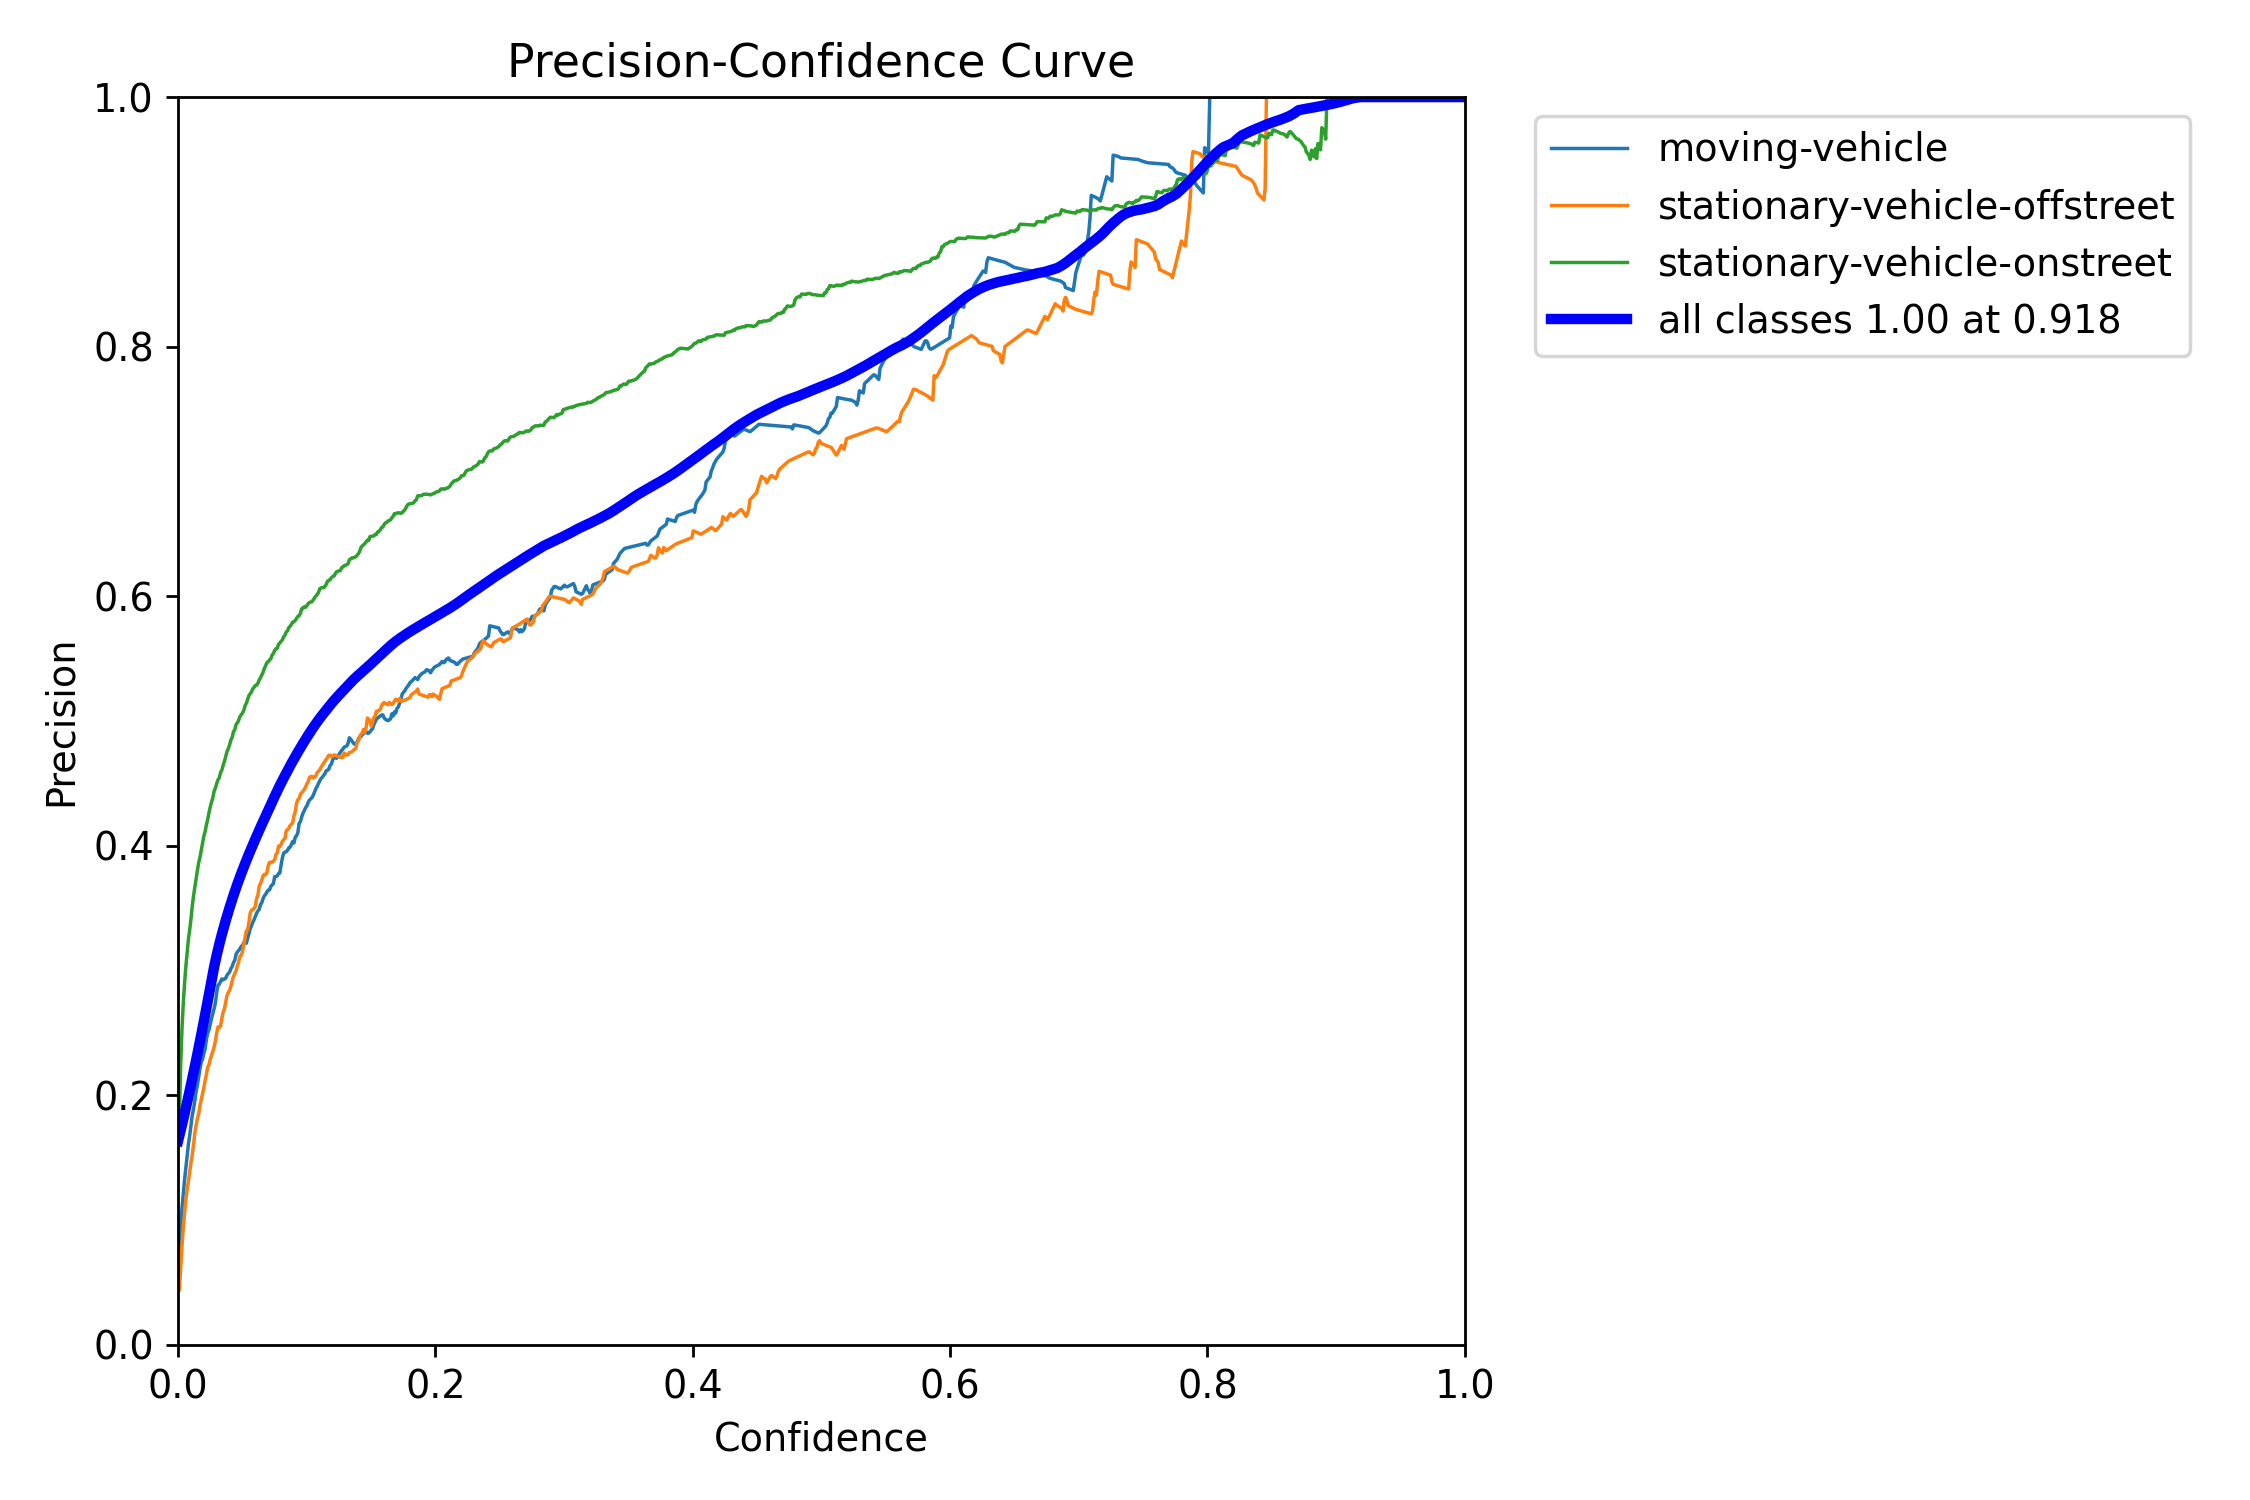 Precision-Confidence Curve
1.0
0.8
0.6
0.4
0.2
0.0
Precision
0.0 0.2 0.4 0.6 0.8 1.0
Confidence
moving-vehicle
stationary-vehicle-offstreet
stationary-vehicle-onstreet
all classes 1.00 at 0.918